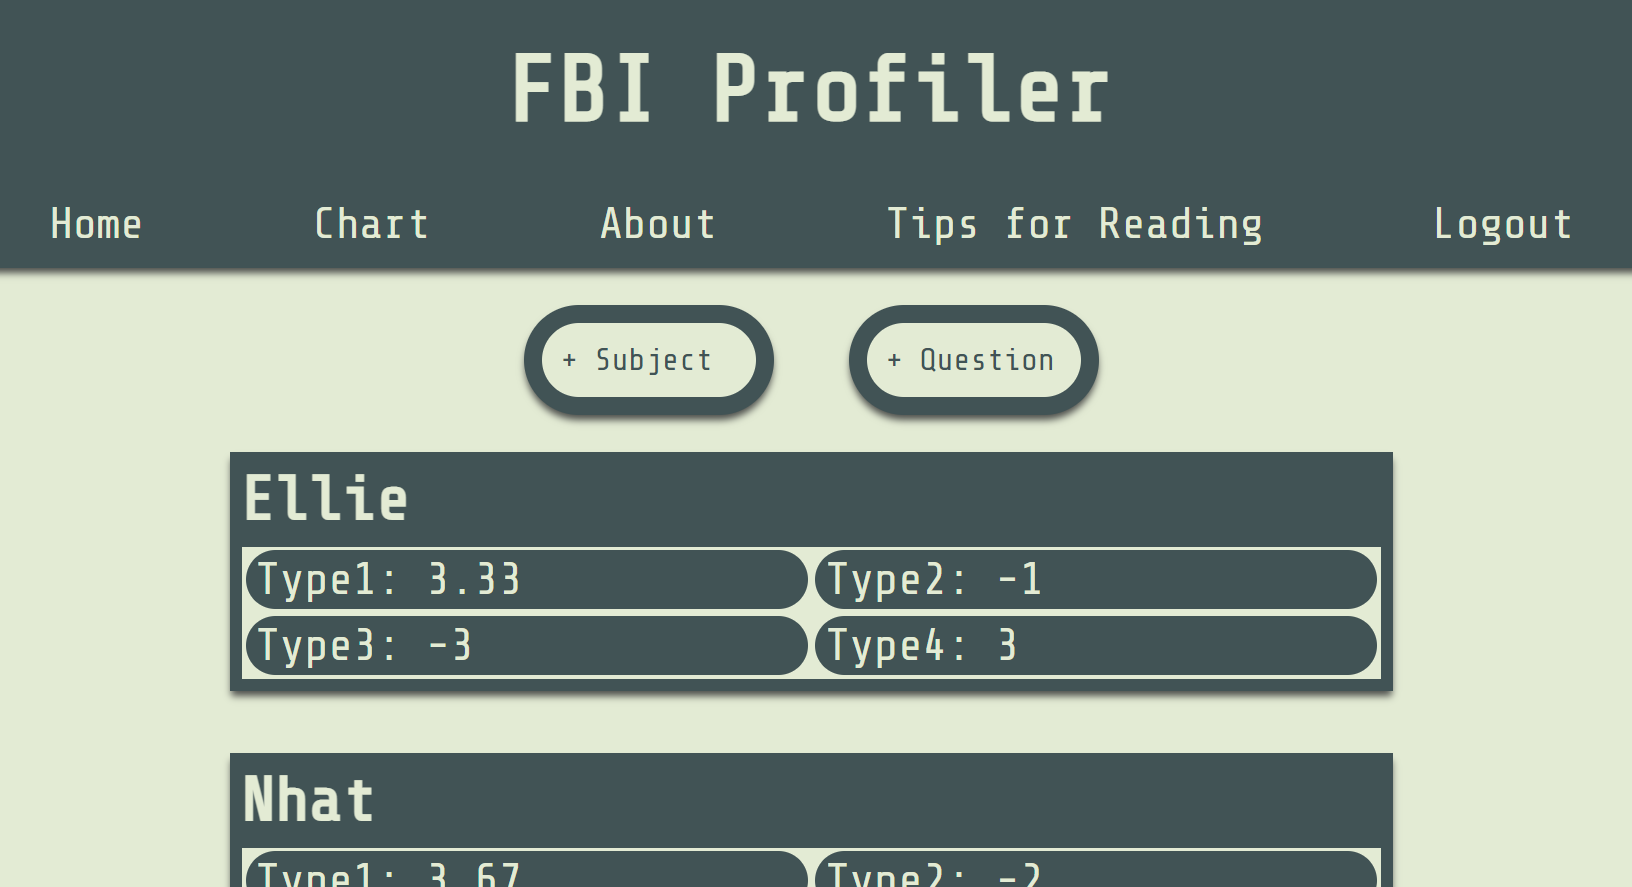 FBI Profiler
Home Chart About Tips for Reading Logout
+ Subject + Question
Ellie
Type1: 3.33 Type2: -1
Type3: -3 Type4: 3
Nhat
Type1: 3.67 Type2: -2